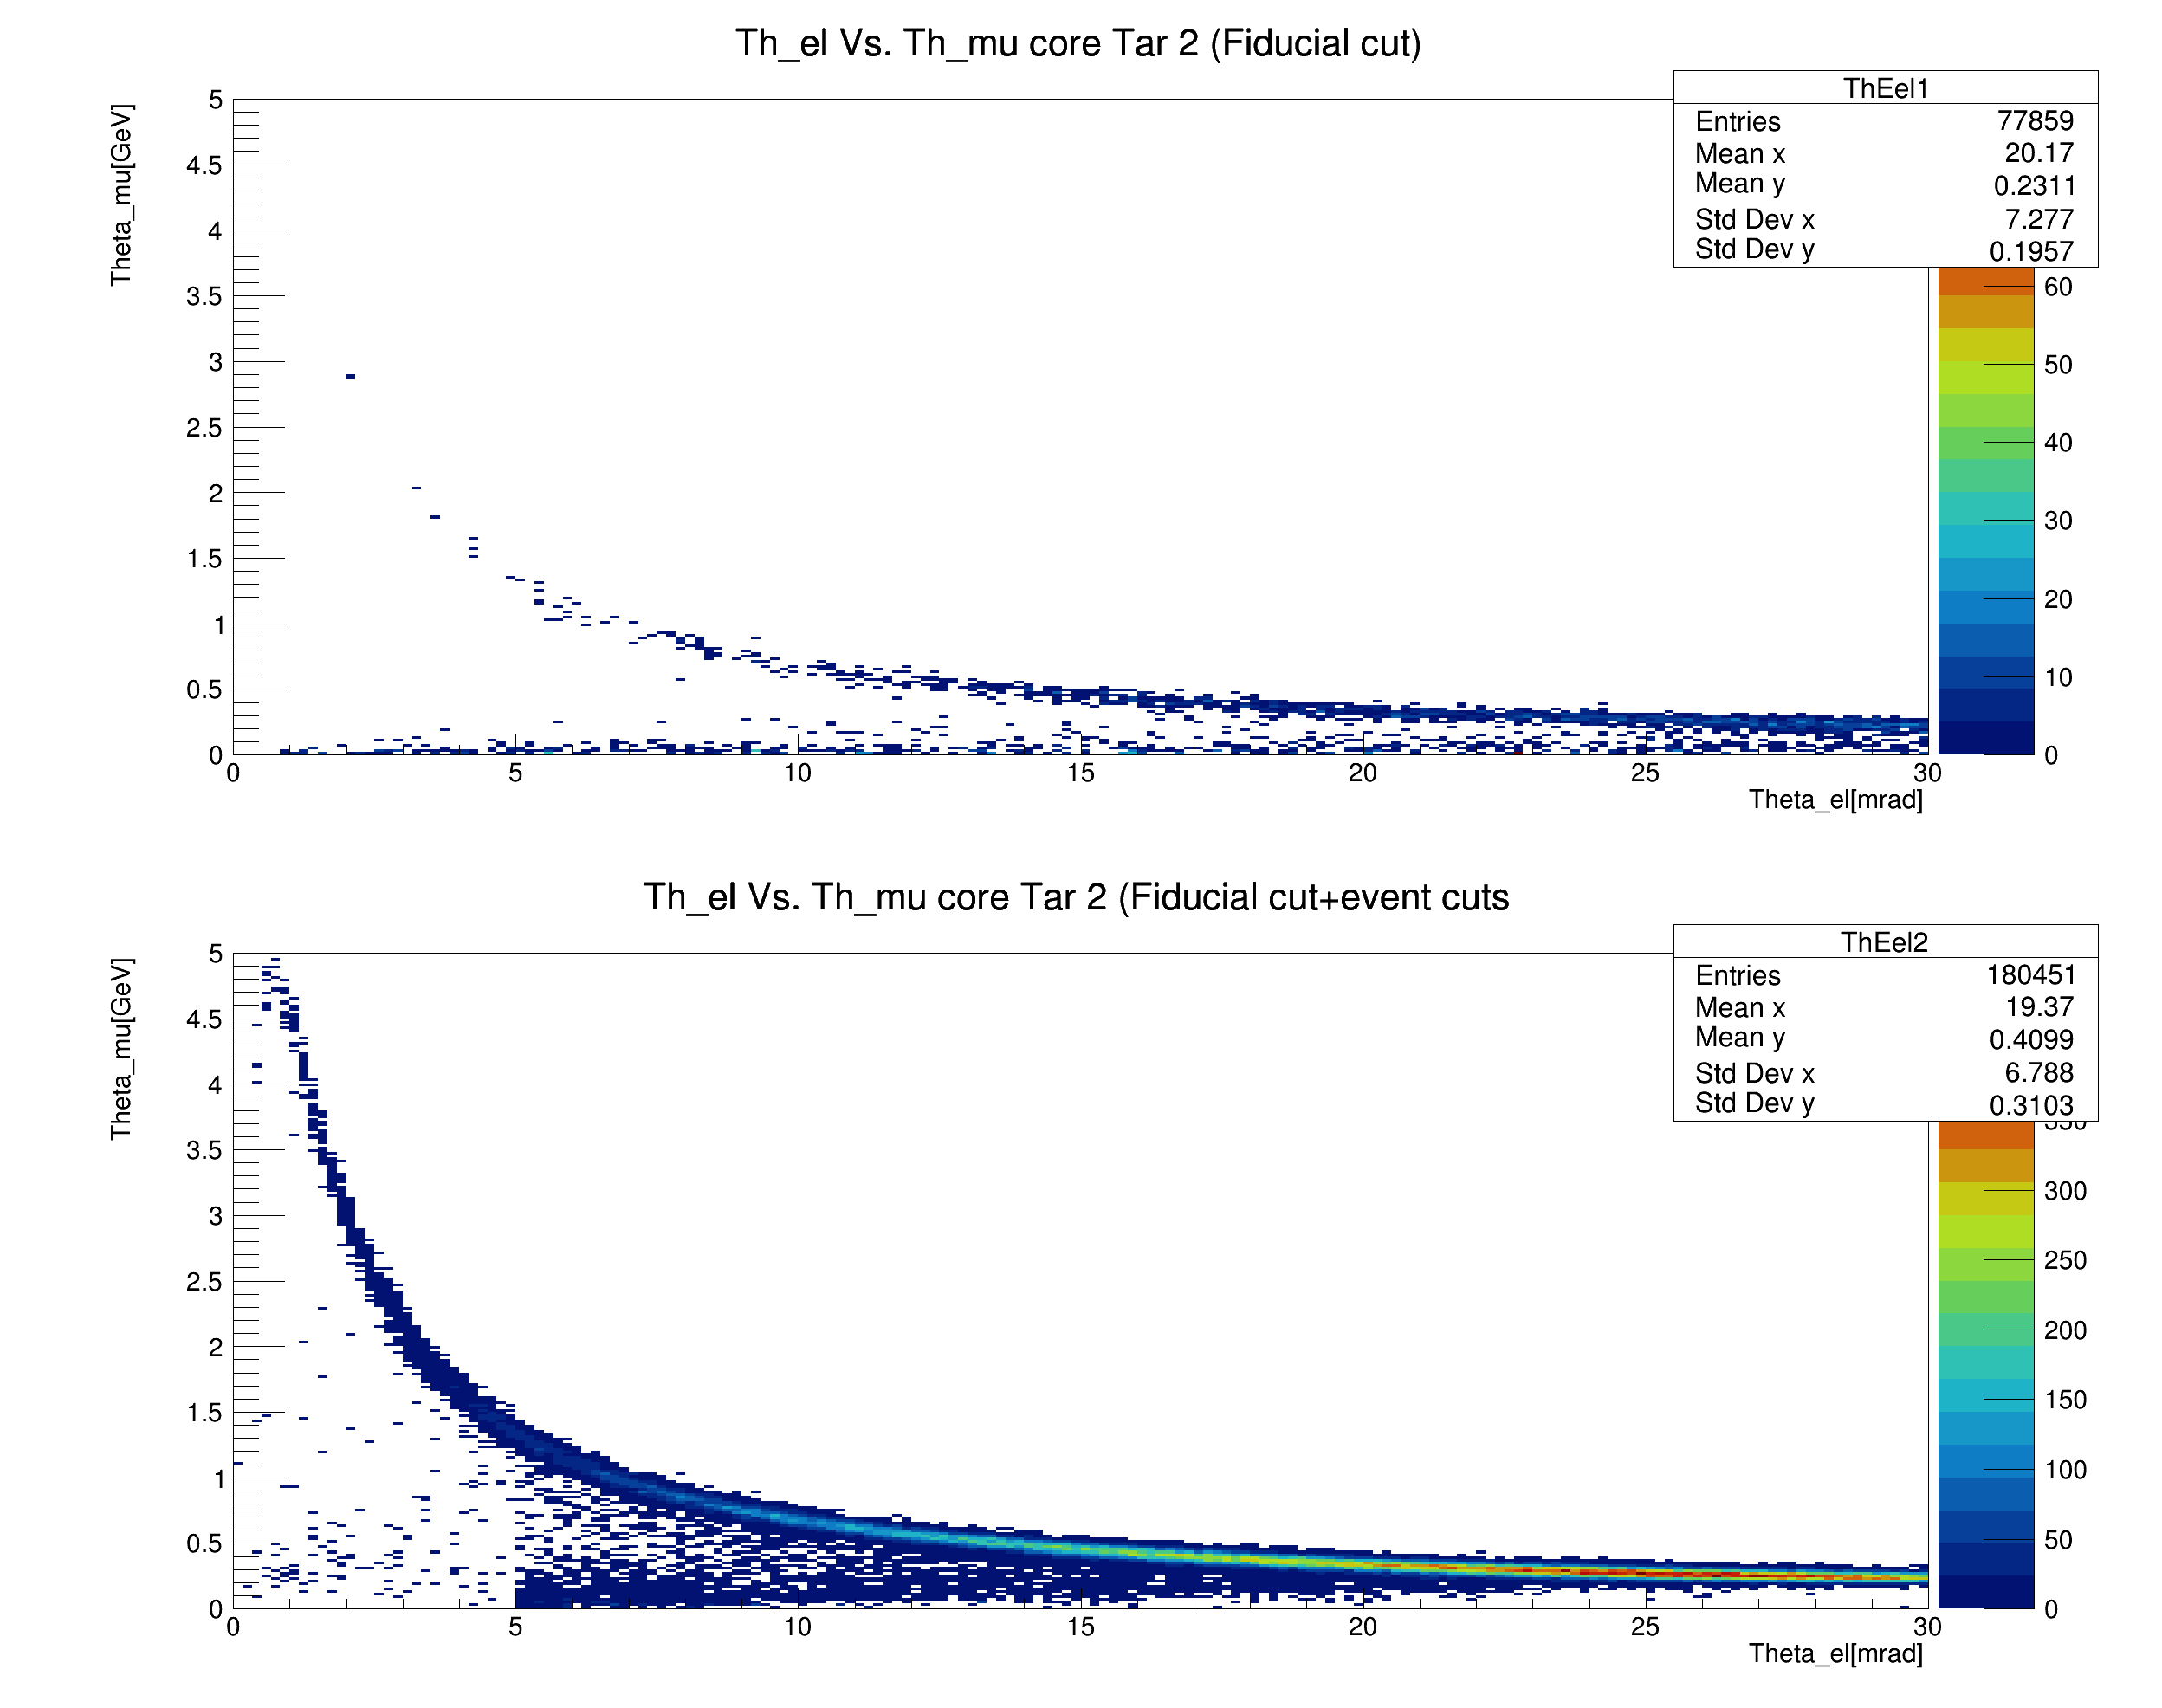 Th_el Vs. Th_mu core Tar 2 (Fiducial cut)
ThEel1
Entries 77859
Mean x 20.17
Mean y 0.2311
Std Dev x 7.277
Std Dev y 0.1957
Theta_mu[GeV]
5
4.5
4
3.5
3
2.5
2
1.5
1
0.5
0
0 5 10 15 20 25 30
Theta_el[mrad]
60
50
40
30
20
10
0
Th_el Vs. Th_mu core Tar 2 (Fiducial cut+event cuts
ThEel2
Entries 180451
Mean x 19.37
Mean y 0.4099
Std Dev x 6.788
Std Dev y 0.3103
Theta_mu[GeV]
5
4.5
4
3.5
3
2.5
2
1.5
1
0.5
0
0 5 10 15 20 25 30
Theta_el[mrad]
350
300
250
200
150
100
50
0